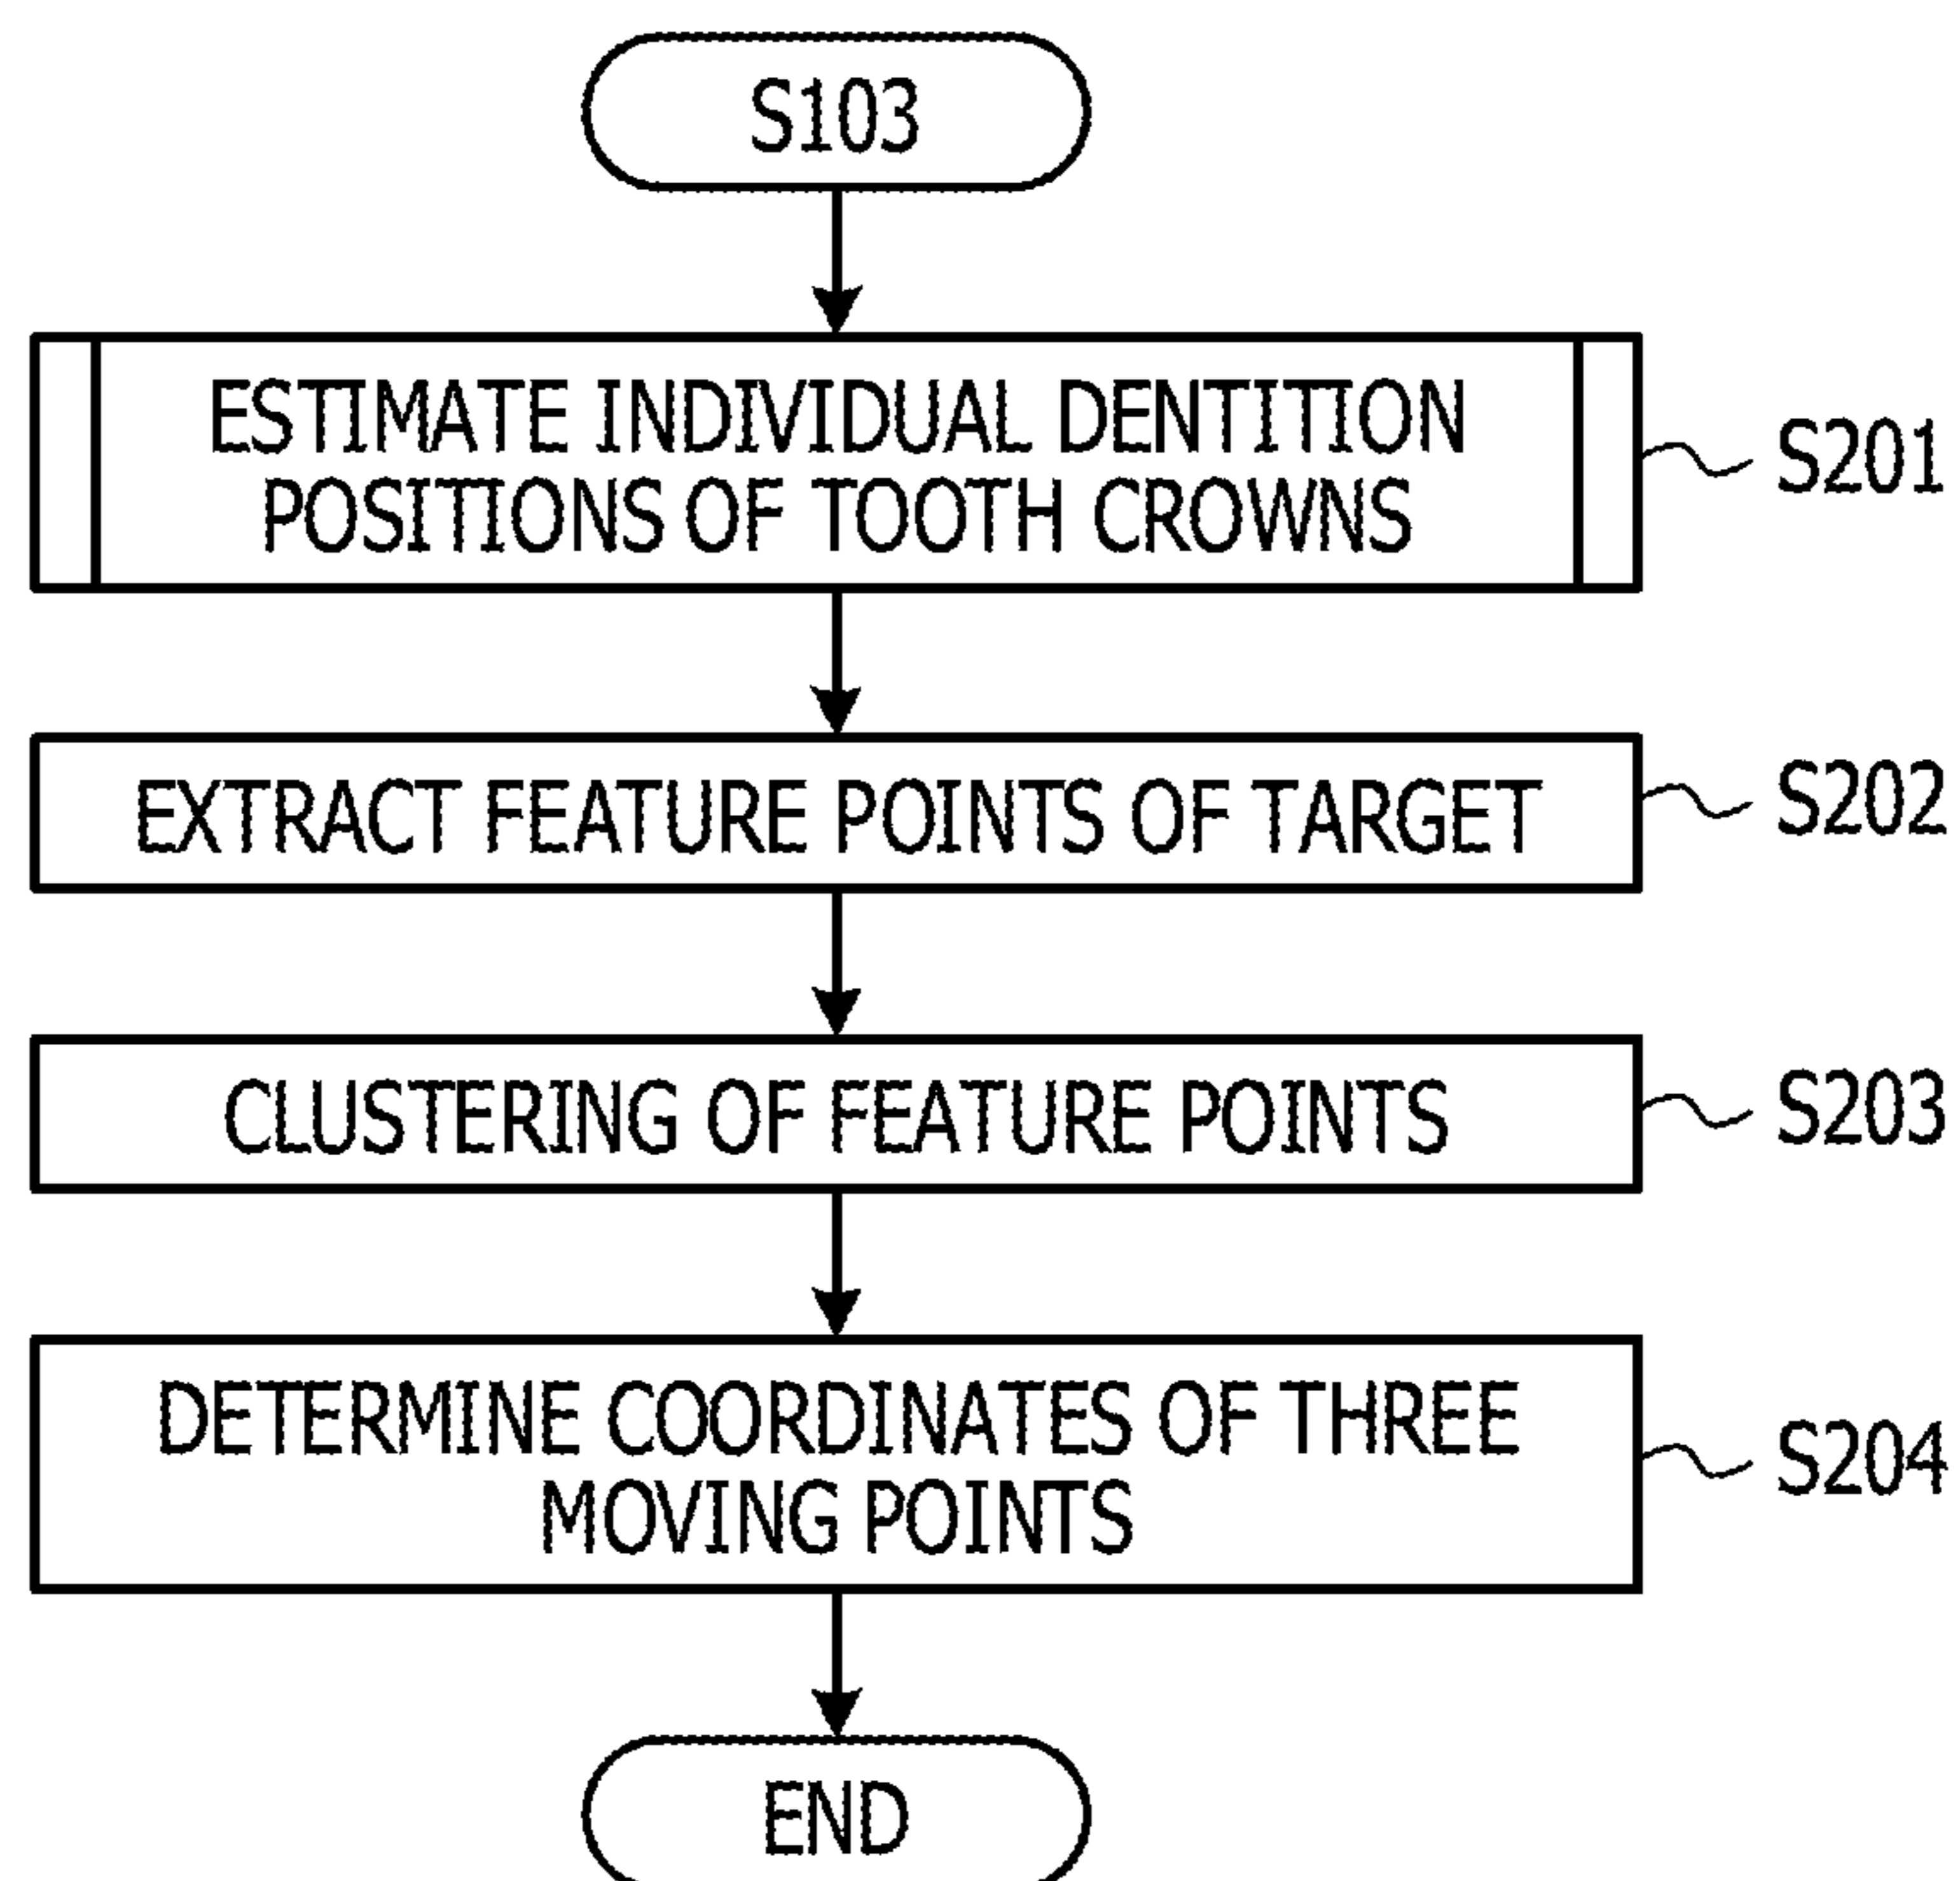 S103
ESTIMATE INDIVIDUAL DENTITION
POSITIONS OF TOOTH CROWNS
S201
EXTRACT FEATURE POINTS OF TARGET
S202
CLUSTERING OF FEATURE POINTS
S203
DETERMINE COORDINATES OF THREE
MOVING POINTS
S204
END